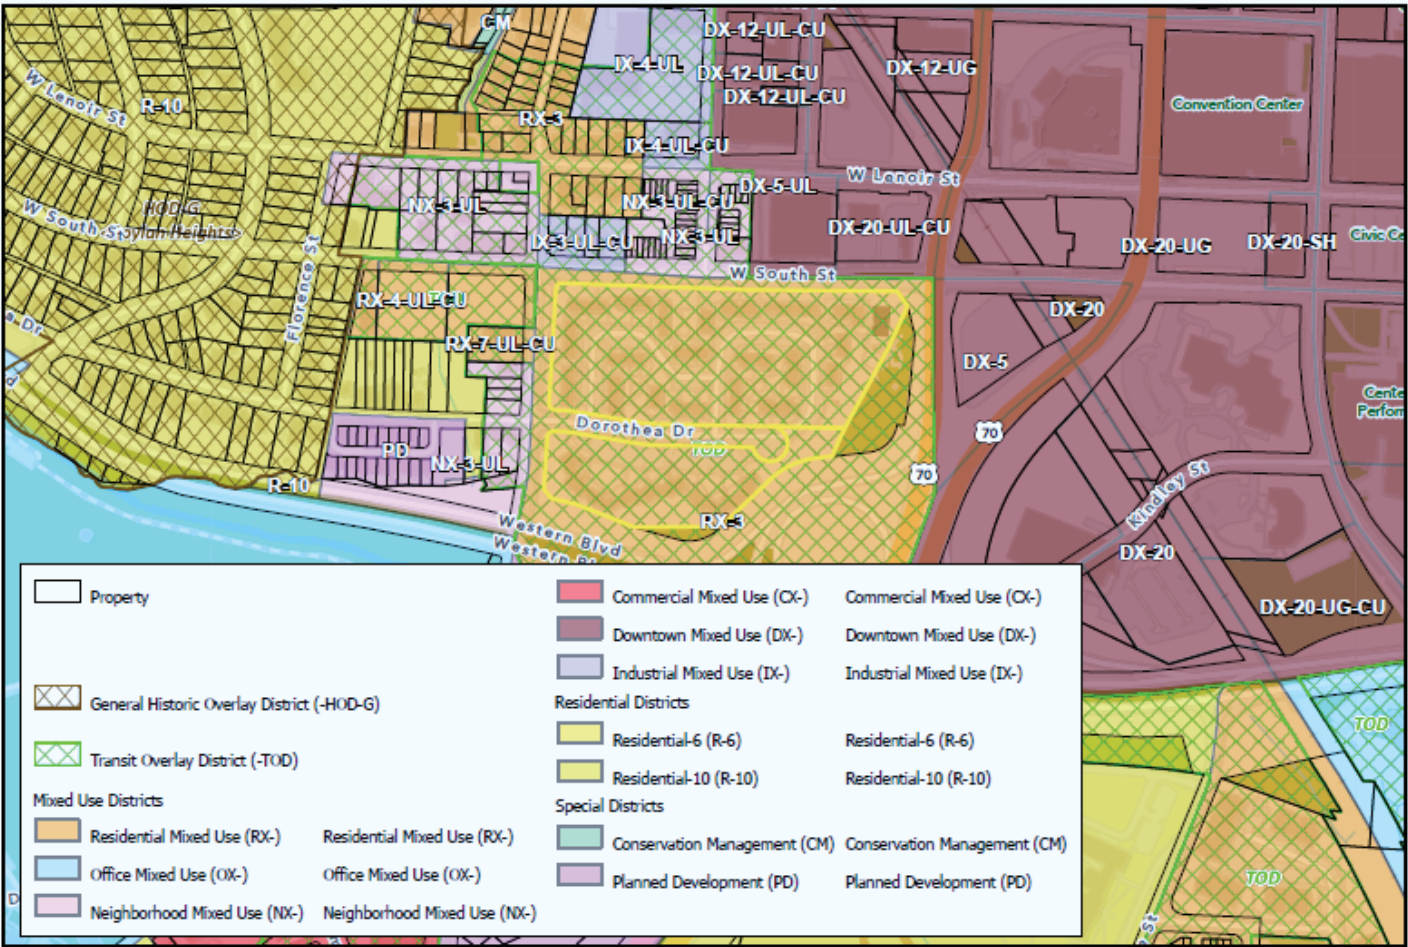 CM
DX-12-UL-CU
IX-4-UL
DX-12-UL-CU
DX-12-UG
DX-12-UL-CU
Convention Center
W Lenoir St
R-10
RX-3
IX-4-UL-CU
W Lenoir St
DX-5-UL
NX-3-UL
NX-3-UL-CU
W South St
HOD-G
IX-3-UL-CU
NX-3-UL
DX-20-UL-CU
DX-20-UG
DX-20-SH
W South St
Florence St
RX-4-UL-CU
DX-20
RX-7-UL-CU
DX-5
Dorothea Dr
TOD
70
PD
NX-3-UL
70
R-10
Kindley St
RX-3
Western Blvd
DX-20
DX-20-UG-CU
TOD
TOD
Property
General Historic Overlay District (-HOD-G)
Transit Overlay District (-TOD)
Mixed Use Districts
Residential Mixed Use (RX-) Residential Mixed Use (RX-)
Office Mixed Use (OX-) Office Mixed Use (OX-)
Neighborhood Mixed Use (NX-) Neighborhood Mixed Use (NX-)
Commercial Mixed Use (CX-) Commercial Mixed Use (CX-)
Downtown Mixed Use (DX-) Downtown Mixed Use (DX-)
Industrial Mixed Use (IX-) Industrial Mixed Use (IX-)
Residential Districts
Residential-6 (R-6) Residential-6 (R-6)
Residential-10 (R-10) Residential-10 (R-10)
Special Districts
Conservation Management (CM) Conservation Management (CM)
Planned Development (PD) Planned Development (PD)